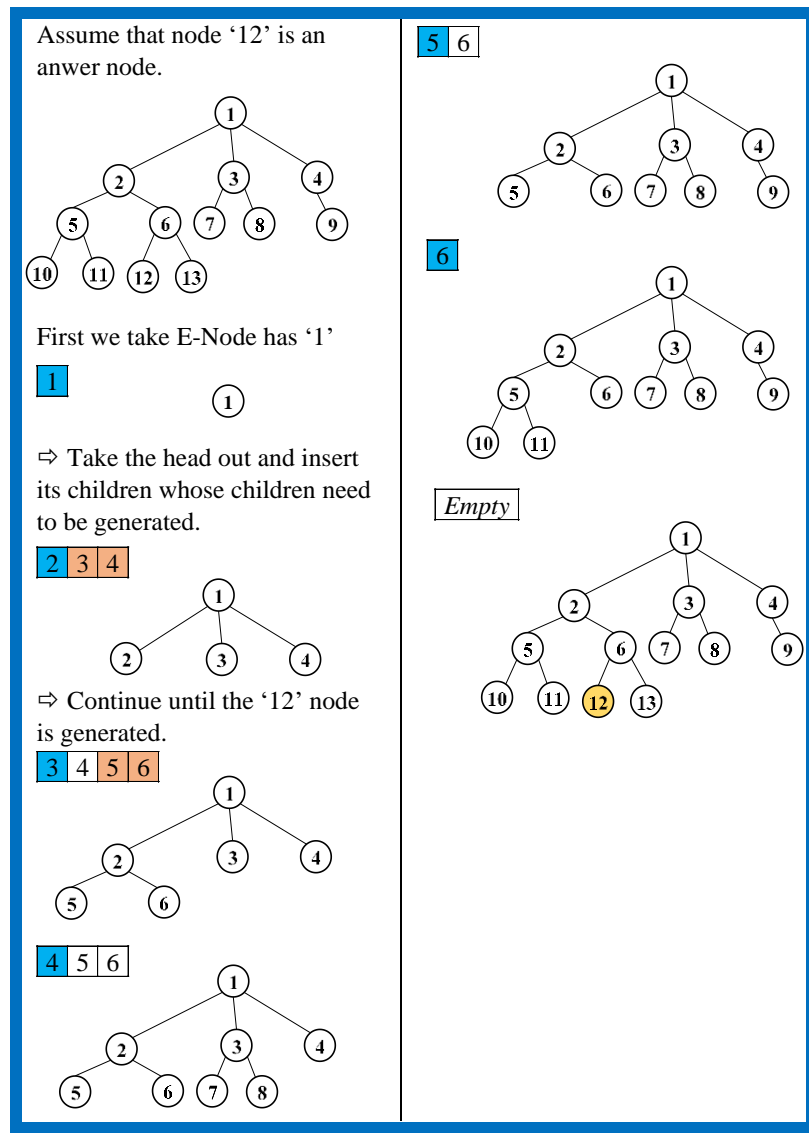 Assume that node ‘12’ is an
anwer node.
1
2 3 4
5 6 7 8 9
10 11 12 13
First we take E-Node has ‘1’
1
1
⇨ Take the head out and insert
its children whose children need
to be generated.
2 3 4
1
2 3 4
⇨ Continue until the ‘12’ node
is generated.
3 4 5 6
1
2 3 4
5 6
4 5 6
1
2 3 4
5 6 7 8
5 6
1
2 3 4
5 6 7 8 9
6
1
2 3 4
5 6 7 8 9
10 11
Empty
1
2 3 4
5 6 7 8 9
10 11 12 13